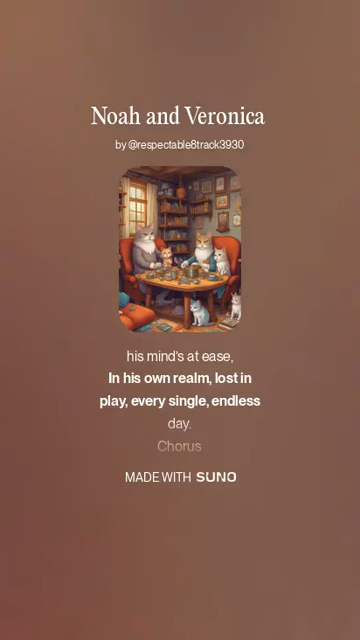 Noah and Veronica
by @respectable8track3930
his mind's at ease,
In his own realm, lost in
play, every single, endless
day.
Chorus
MADE WITH SUNO